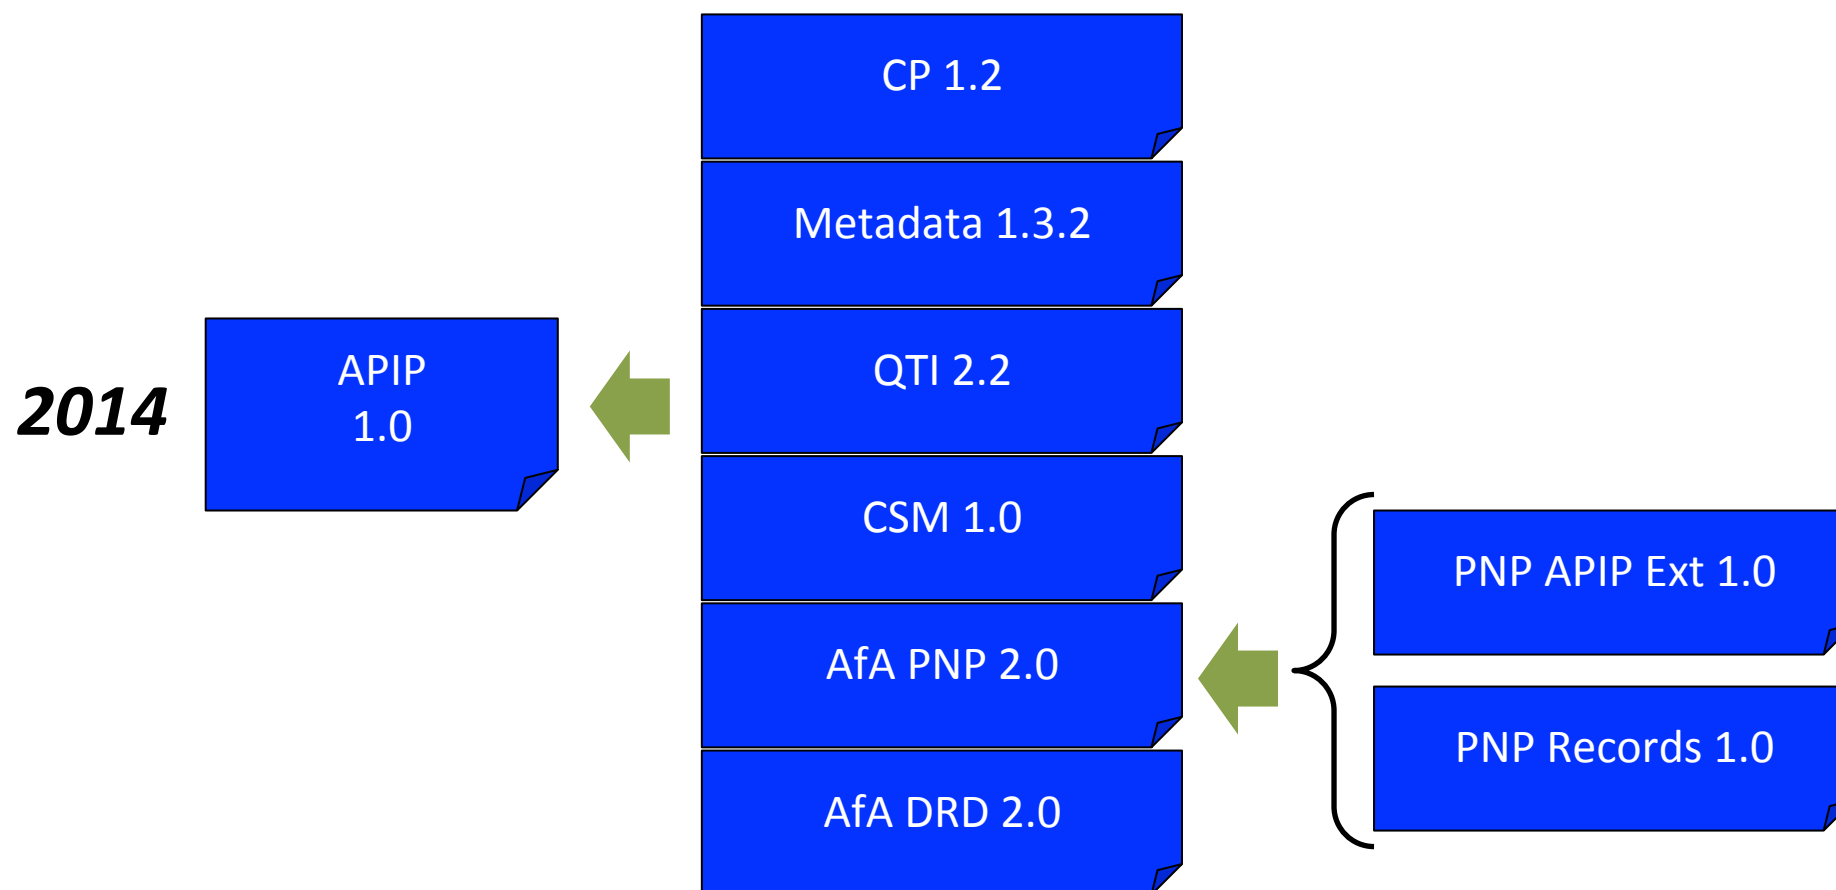 CP 1.2
Metadata 1.3.2
2014
APIP
1.0
QTI 2.2
CSM 1.0
AfA PNP 2.0
AfA DRD 2.0
PNP APIP Ext 1.0
PNP Records 1.0